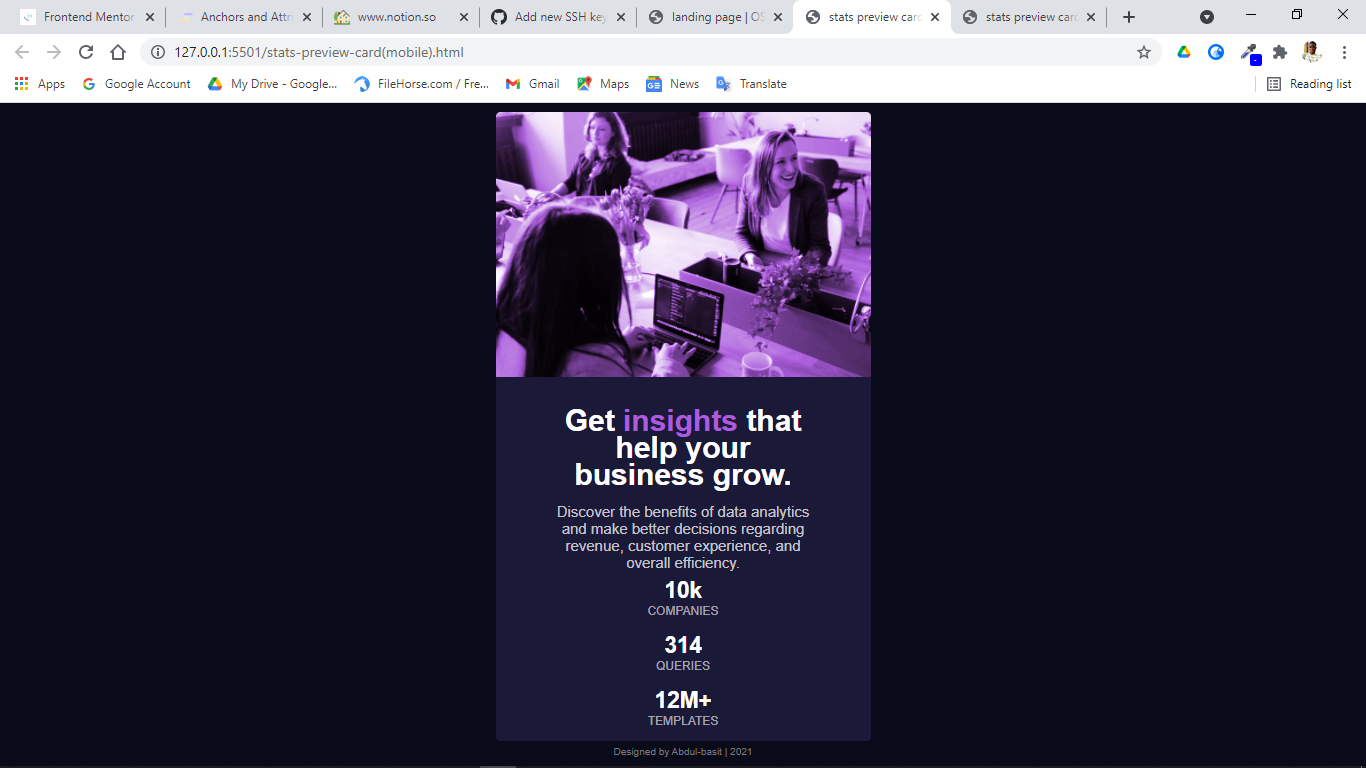 Frontend Mentor
Anchors and Attri
www.notion.so
Add new SSH key
landing page | OS
stats preview card
stats preview card
127.0.0.1:5501/stats-preview-card(mobile).html
Apps
Google Account
My Drive - Google...
FileHorse.com / Fre...
Gmail
Maps
News
Translate
Reading list
Get insights that
help your
business grow.
Discover the benefits of data analytics
and make better decisions regarding
revenue, customer experience, and
overall efficiency.
10k
COMPANIES
314
QUERIES
12M+
TEMPLATES
Designed by Abdul-basit | 2021